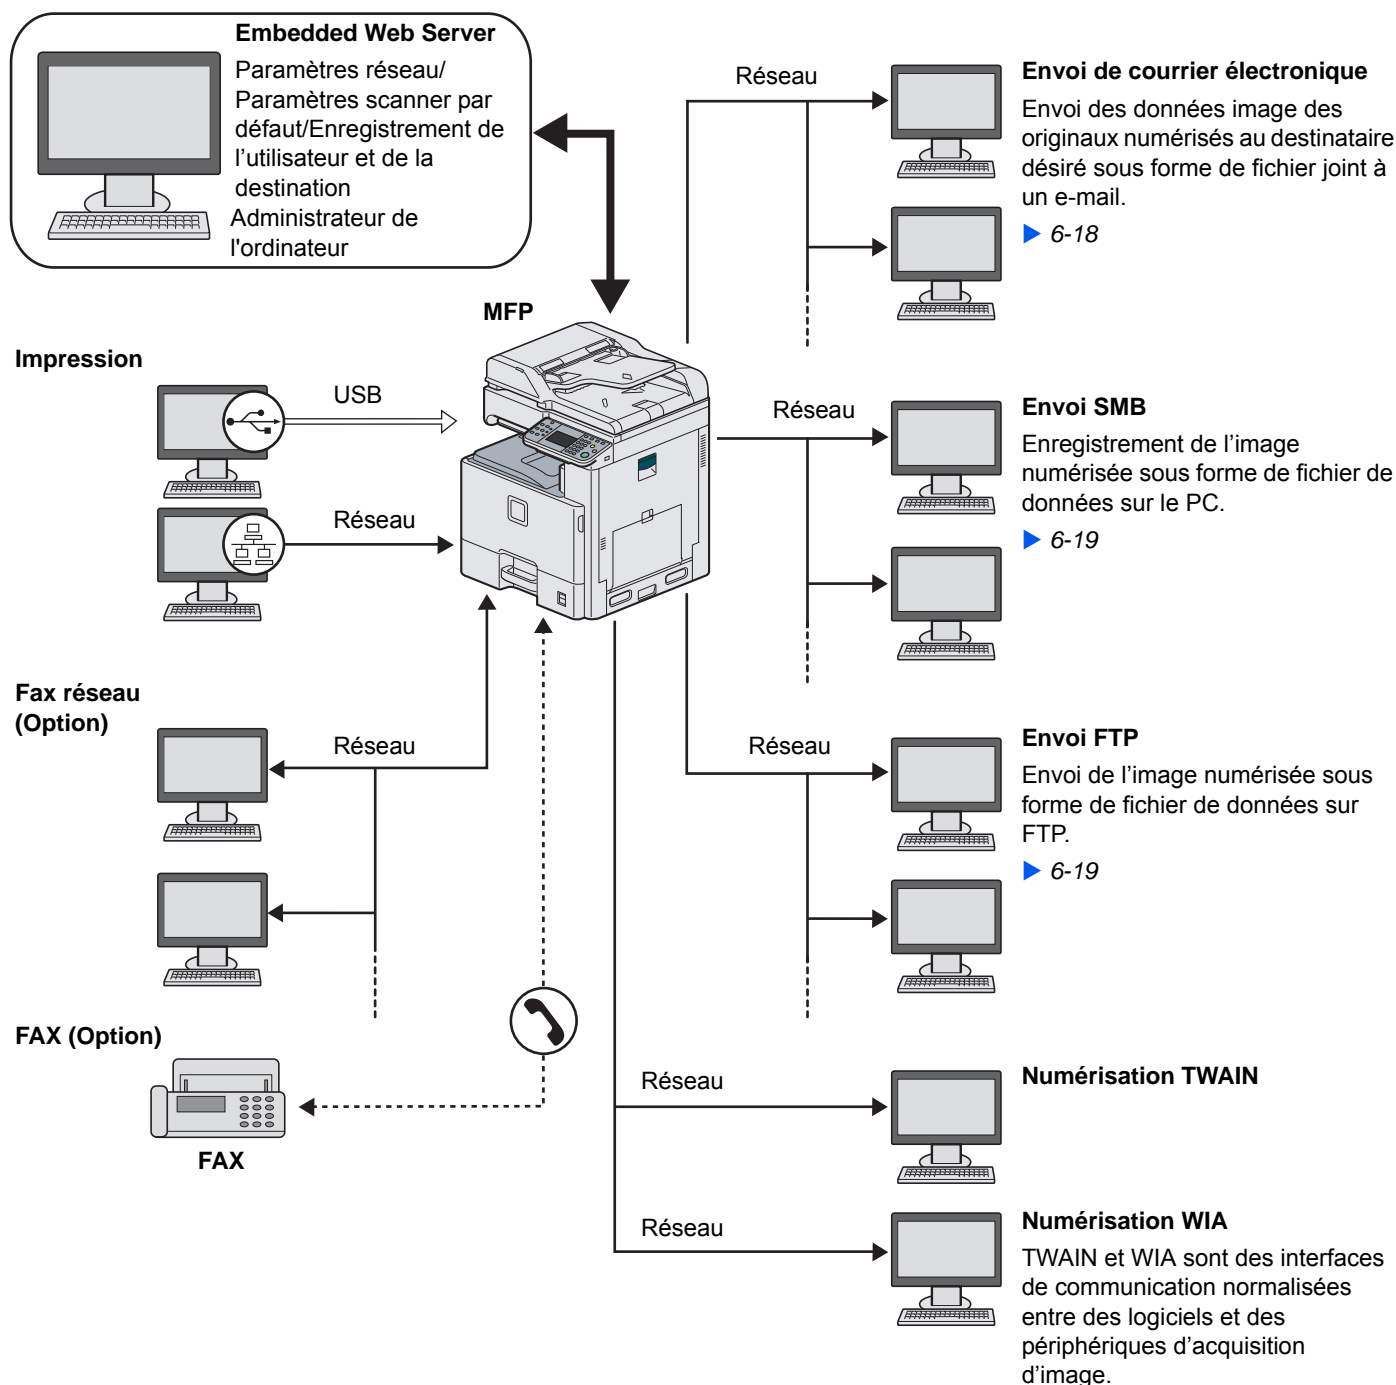 Embedded Web Server
Paramètres réseau/
Paramètres scanner par
défaut/Enregistrement de
l’utilisateur et de la
destination
Administrateur de
l'ordinateur
MFP
Impression
USB
Réseau
Fax réseau
(Option)
Réseau
FAX (Option)
FAX
Réseau
Envoi de courrier électronique
Envoi des données image des
originaux numérisés au destinataire
désiré sous forme de fichier joint à
un e-mail.
6-18
Réseau
Envoi SMB
Enregistrement de l’image
numérisée sous forme de fichier de
données sur le PC.
6-19
Réseau
Envoi FTP
Envoi de l’image numérisée sous
forme de fichier de données sur
FTP.
6-19
Réseau
Numérisation TWAIN
Réseau
Numérisation WIA
TWAIN et WIA sont des interfaces
de communication normalisées
entre des logiciels et des
périphériques d’acquisition
d’image.